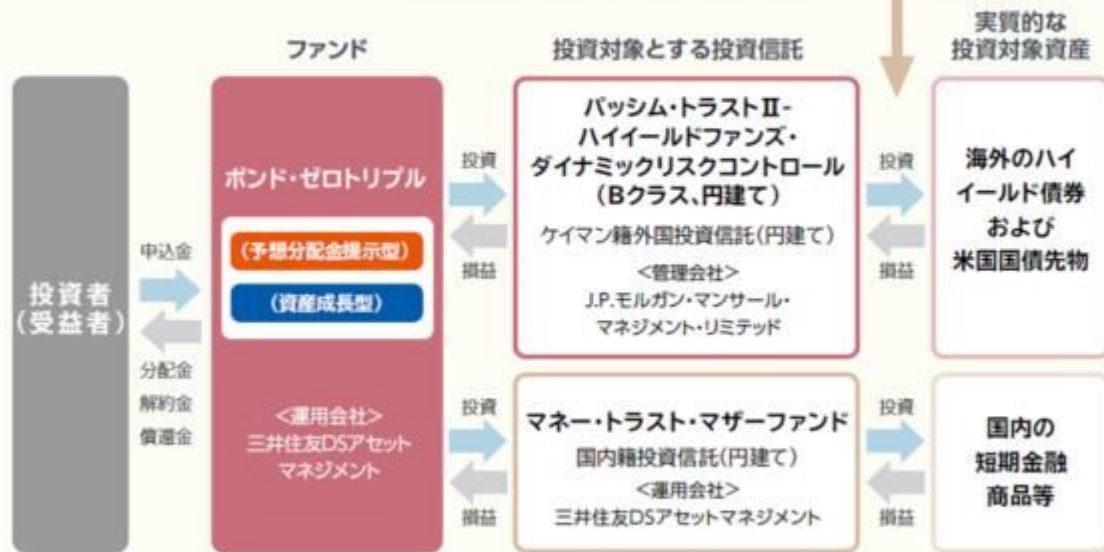 ファンド
投資対象とする投資信託
実質的な
投資対象資産
投資者
(受益者)
申込金
分配金
解約金
償還金
ボンド・ゼロトリプル
(予想分配金提示型)
(資産成長型)
<運用会社>
三井住友DSアセット
マネジメント
投資
損益
パッシム・トラストⅡ-
ハイイールドファンズ・
ダイナミックリスクコントロール
(Bクラス、円建て)
ケイマン籍外国投資信託(円建て)
<管理会社>
J.P.モルガン・マンサール・
マネジメント・リミテッド
投資
損益
海外のハイ
イールド債券
および
米国国債先物
投資
損益
マネー・トラスト・マザーファンド
国内籍投資信託(円建て)
<運用会社>
三井住友DSアセットマネジメント
投資
損益
国内の
短期金融
商品等